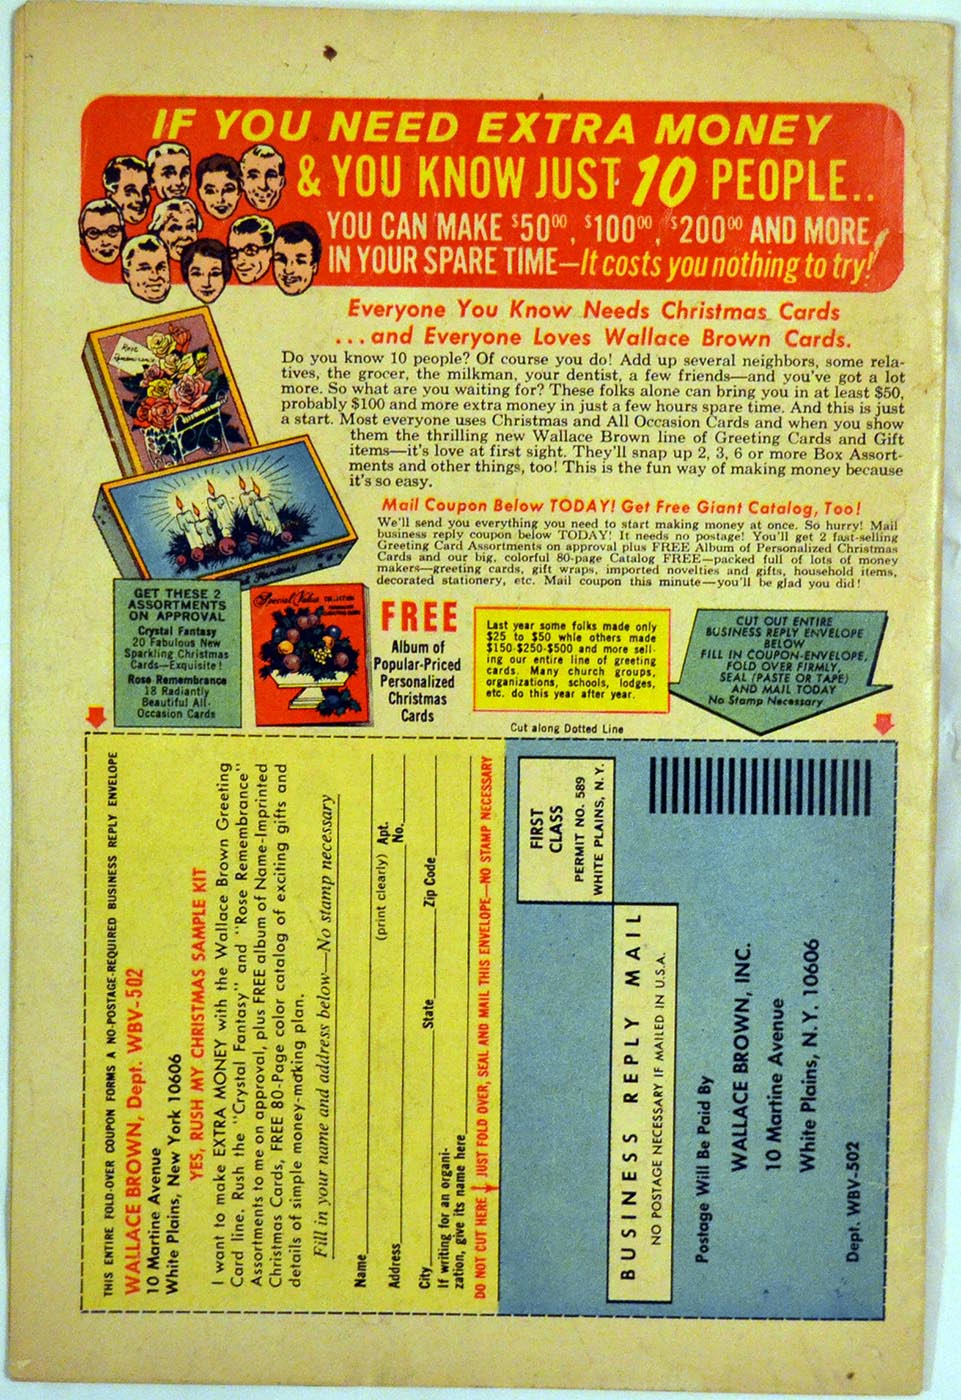 IF YOU NEED EXTRA MONEY
& YOU KNOW JUST 10 PEOPLE..
YOU CAN MAKE $50.00, $100.00, $200.00 AND MORE
IN YOUR SPARE TIME—It costs you nothing to try!
Everyone You Know Needs Christmas Cards
...and Everyone Loves Wallace Brown Cards.
Do you know 10 people? Of course you do! Add up several neighbors, some rela-
tives, the grocer, the milkman, your dentist, a few friends—and you've got a lot
more. So what are you waiting for? These folks alone can bring you in at least $50,
probably $100 and more extra money in just a few hours spare time. And this is just
a start. Most everyone uses Christmas and All Occasion Cards and when you show
them the thrilling new Wallace Brown line of Greeting Cards and Gift
items—it's love at first sight. They'll snap up 2, 3, 6 or more Box Assort-
ments and other things, too! This is the fun way of making money because
it's so easy.
Mail Coupon Below TODAY! Get Free Giant Catalog, Too!
We'll send you everything you need to start making money at once. So hurry! Mail
business reply coupon below TODAY! It needs no postage! You'll get 2 fast-selling
Greeting Card Assortments on approval plus FREE Album of Personalized Christmas
Cards and our big, colorful 80-page Catalog FREE—packed full of lots of money
makers—greeting cards, gift wraps, imported novelties and gifts, household items,
decorated stationery, etc. Mail coupon this minute—you'll be glad you did!
Rose
GET THESE 2
ASSORTMENTS
ON APPROVAL
Crystal Fantasy
20 Fabulous New
Sparkling Christmas
Cards—Exquisite!
Rose Remembrance
18 Radiantly
Beautiful All-
Occasion Cards
Special Value COLLECTION
FREE
Album of
Popular-Priced
Personalized
Christmas
Cards
Last year some folks made only
$25 to $50 while others made
$150-$250-$500 and more sell-
ing our entire line of greeting
cards. Many church groups,
organizations, schools, lodges,
etc. do this year after year.
CUT OUT ENTIRE
BUSINESS REPLY ENVELOPE
BELOW
FILL IN COUPON-ENVELOPE,
FOLD OVER FIRMLY,
SEAL (PASTE OR TAPE)
AND MAIL TODAY
No Stamp Necessary
Cut along Dotted Line
THIS ENTIRE FOLD-OVER COUPON FORMS A NO-POSTAGE-REQUIRED BUSINESS REPLY ENVELOPE
WALLACE BROWN, Dept. WBV-502
10 Martine Avenue
White Plains, New York 10606
YES, RUSH MY CHRISTMAS SAMPLE KIT
I want to make EXTRA MONEY with the Wallace Brown Greeting
Card line. Rush the "Crystal Fantasy" and "Rose Remembrance"
Assortments to me on approval, plus FREE album of Name-Imprinted
Christmas Cards, FREE 80-Page color catalog of exciting gifts and
details of simple money-making plan.
Fill in your name and address below—No stamp necessary
Name
(print clearly)
Address Apt. No.
City State Zip Code
If writing for an organi-
zation, give its name here
DO NOT CUT HERE JUST FOLD OVER, SEAL AND MAIL THIS ENVELOPE—NO STAMP NECESSARY
FIRST
CLASS
PERMIT NO. 589
WHITE PLAINS, N.Y.
BUSINESS REPLY MAIL
NO POSTAGE NECESSARY IF MAILED IN U.S.A.
Postage Will Be Paid By
WALLACE BROWN, INC.
10 Martine Avenue
White Plains, N. Y. 10606
Dept. WBV-502